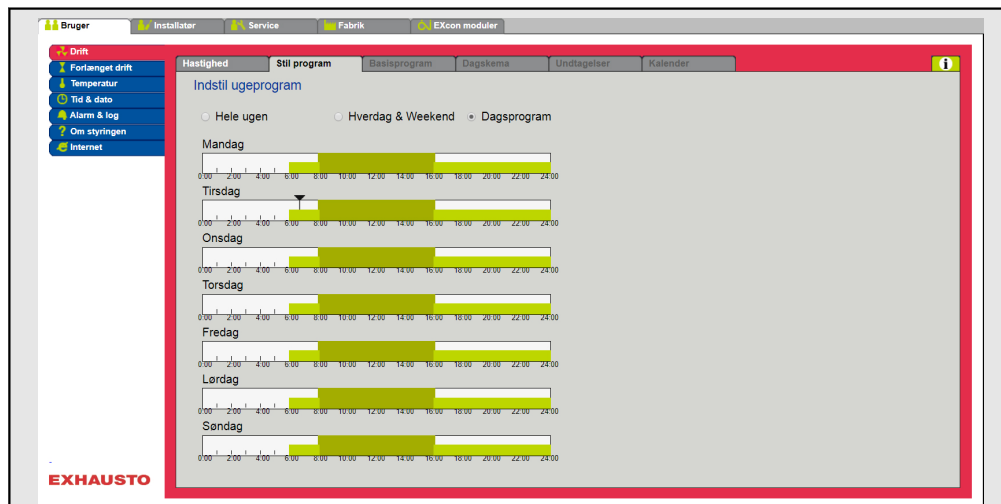 Bruger Installatør Service Fabrik EXcon moduler
Drift
Forlænget drift
Temperatur
Tid & dato
Alarm & log
Om styringen
Internet
Hastighed Stil program Basisprogram Dagskema Undtagelser Kalender i
Indstil ugeprogram
Hele ugen Hverdag & Weekend Dagsprogram
Mandag
0:00 2:00 4:00 6:00 8:00 10:00 12:00 14:00 16:00 18:00 20:00 22:00 24:00
Tirsdag
0:00 2:00 4:00 6:00 8:00 10:00 12:00 14:00 16:00 18:00 20:00 22:00 24:00
Onsdag
0:00 2:00 4:00 6:00 8:00 10:00 12:00 14:00 16:00 18:00 20:00 22:00 24:00
Torsdag
0:00 2:00 4:00 6:00 8:00 10:00 12:00 14:00 16:00 18:00 20:00 22:00 24:00
Fredag
0:00 2:00 4:00 6:00 8:00 10:00 12:00 14:00 16:00 18:00 20:00 22:00 24:00
Lørdag
0:00 2:00 4:00 6:00 8:00 10:00 12:00 14:00 16:00 18:00 20:00 22:00 24:00
Søndag
0:00 2:00 4:00 6:00 8:00 10:00 12:00 14:00 16:00 18:00 20:00 22:00 24:00
EXHAUSTO